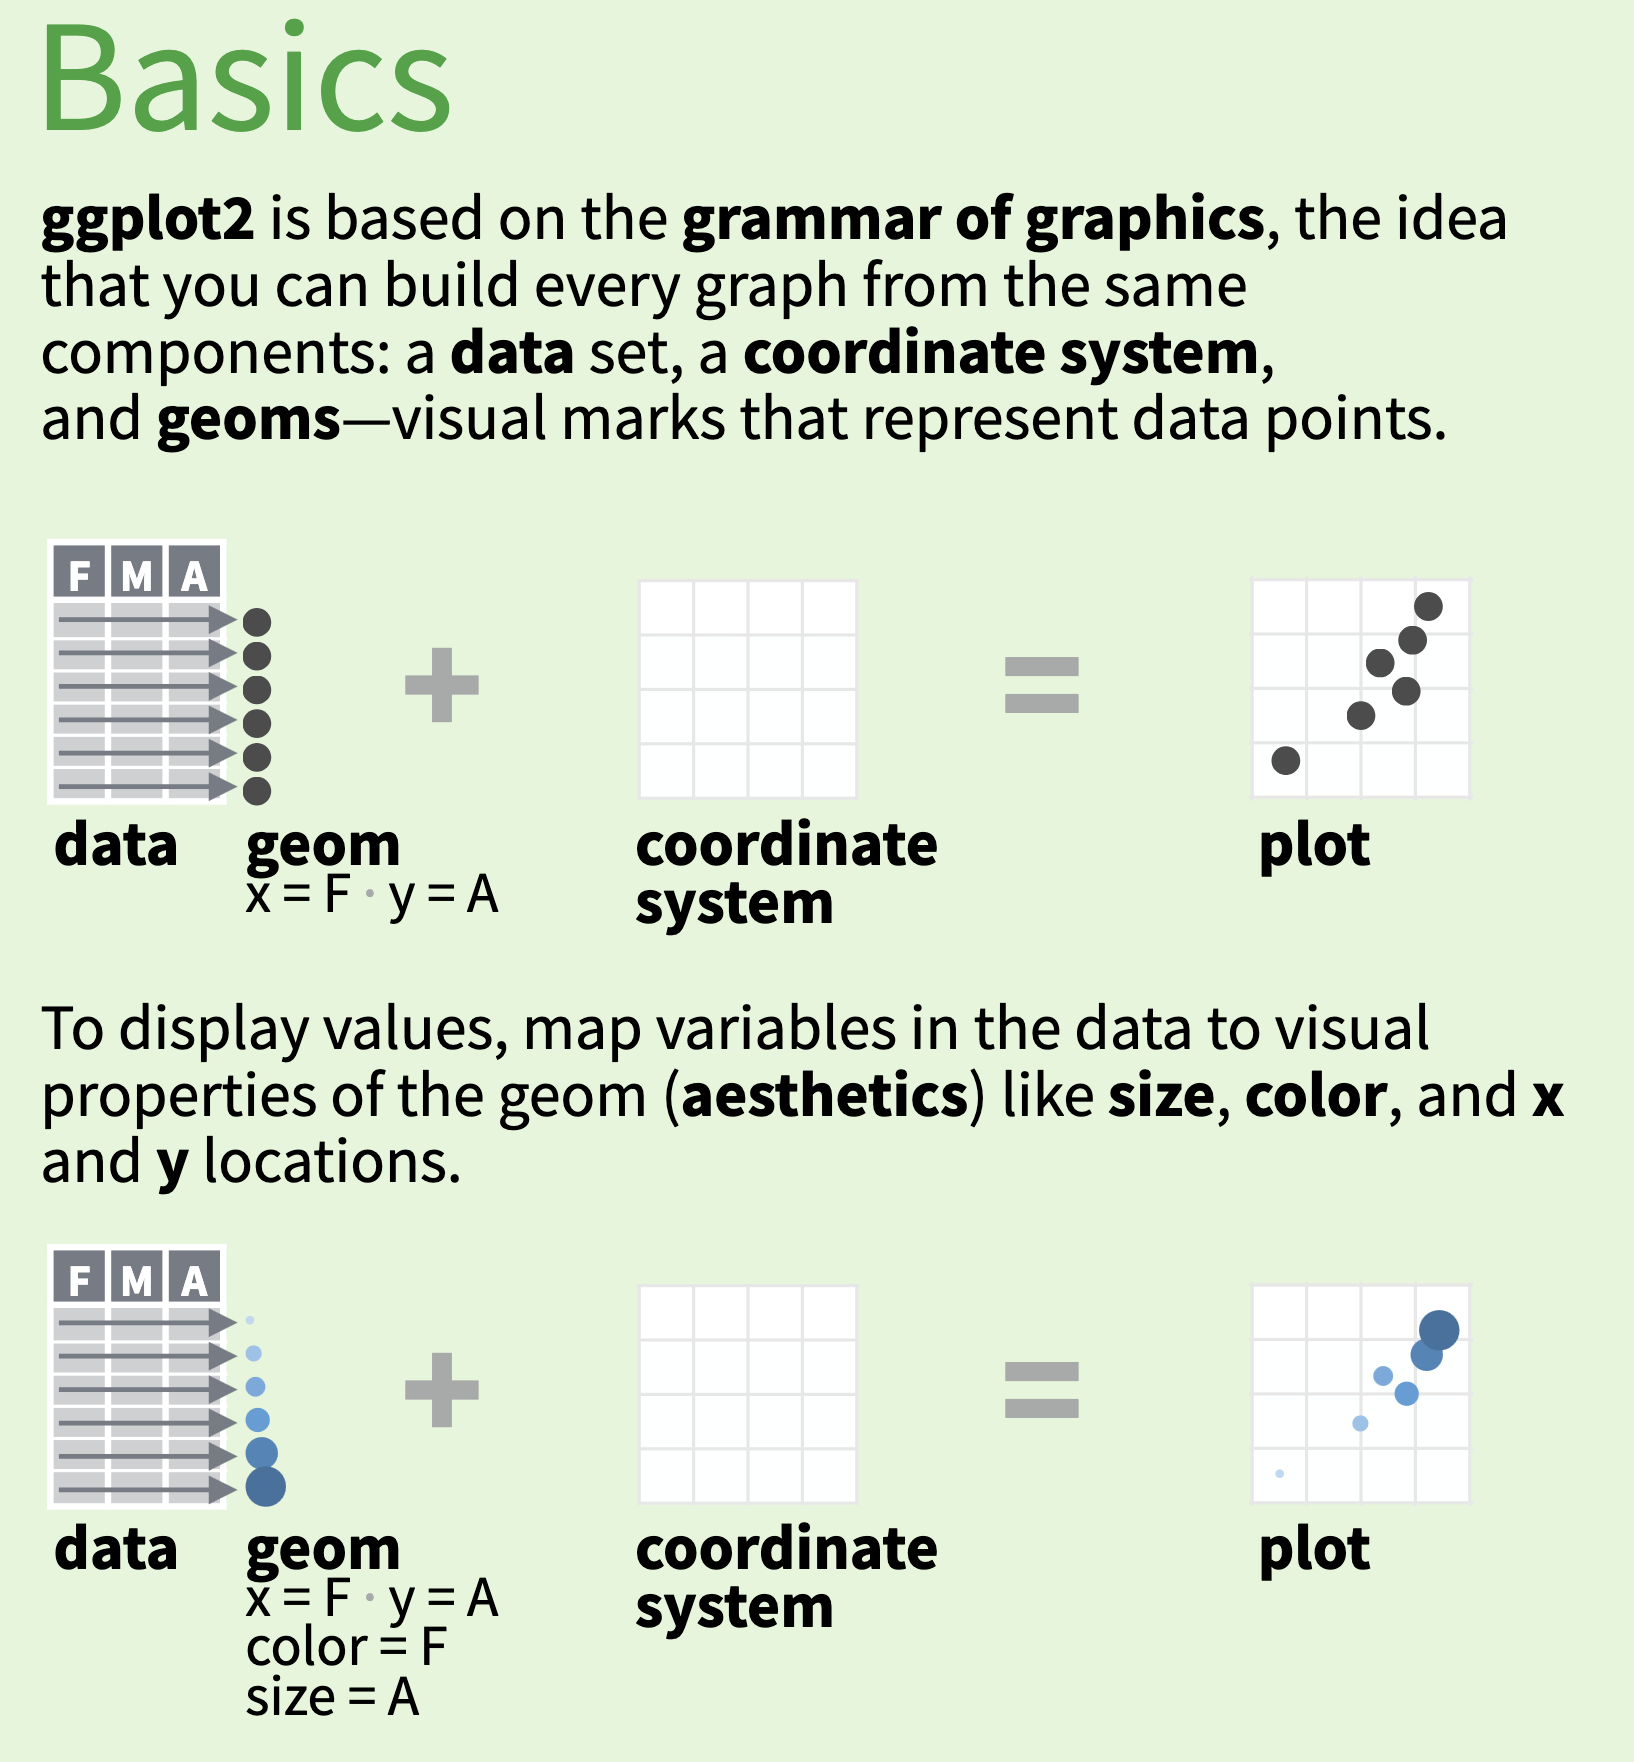 Basics
ggplot2 is based on the grammar of graphics, the idea
that you can build every graph from the same
components: a data set, a coordinate system,
and geoms—visual marks that represent data points.
F M A
data geom coordinate plot
x = F · y = A system
To display values, map variables in the data to visual
properties of the geom (aesthetics) like size, color, and x
and y locations.
F M A
data geom coordinate plot
x = F · y = A system
color = F
size = A